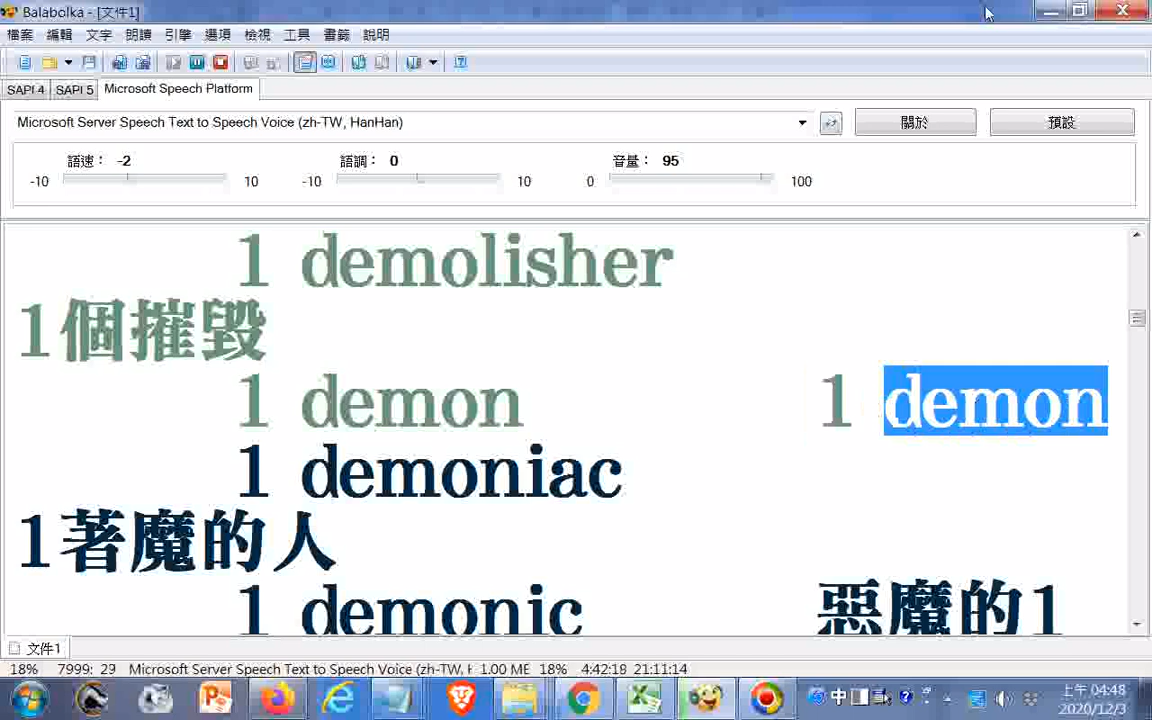 Balabolka - [文件1]
檔案 編輯 文字 朗讀 引擎 選項 檢視 工具 書籤 說明
SAPI 4 SAPI 5 Microsoft Speech Platform
Microsoft Server Speech Text to Speech Voice (zh-TW, HanHan) 關於 預設
語速： -2 語調： 0 音量： 95
-10 10 -10 10 0 100
1 demolisher
1個摧毀
1 demon 1 demon
1 demoniac
1著魔的人
1 demonic 惡魔的1
文件1
18% 7999: 23 Microsoft Server Speech Text to Speech Voice (zh-TW, 1.00 ME 18% 4:42:18 21:11:14
中 上午 04:48
2020/12/3